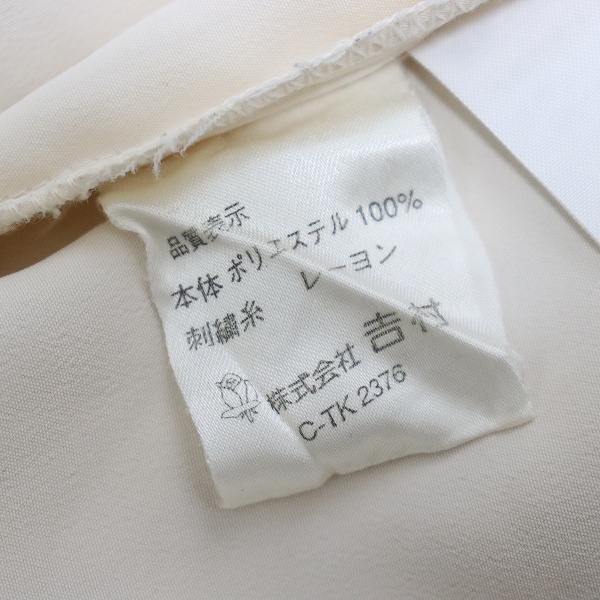 品質表示
本体 ポリエステル 100%
刺繍糸 レーヨン
株式会社 𠮷村
C-TK 2376